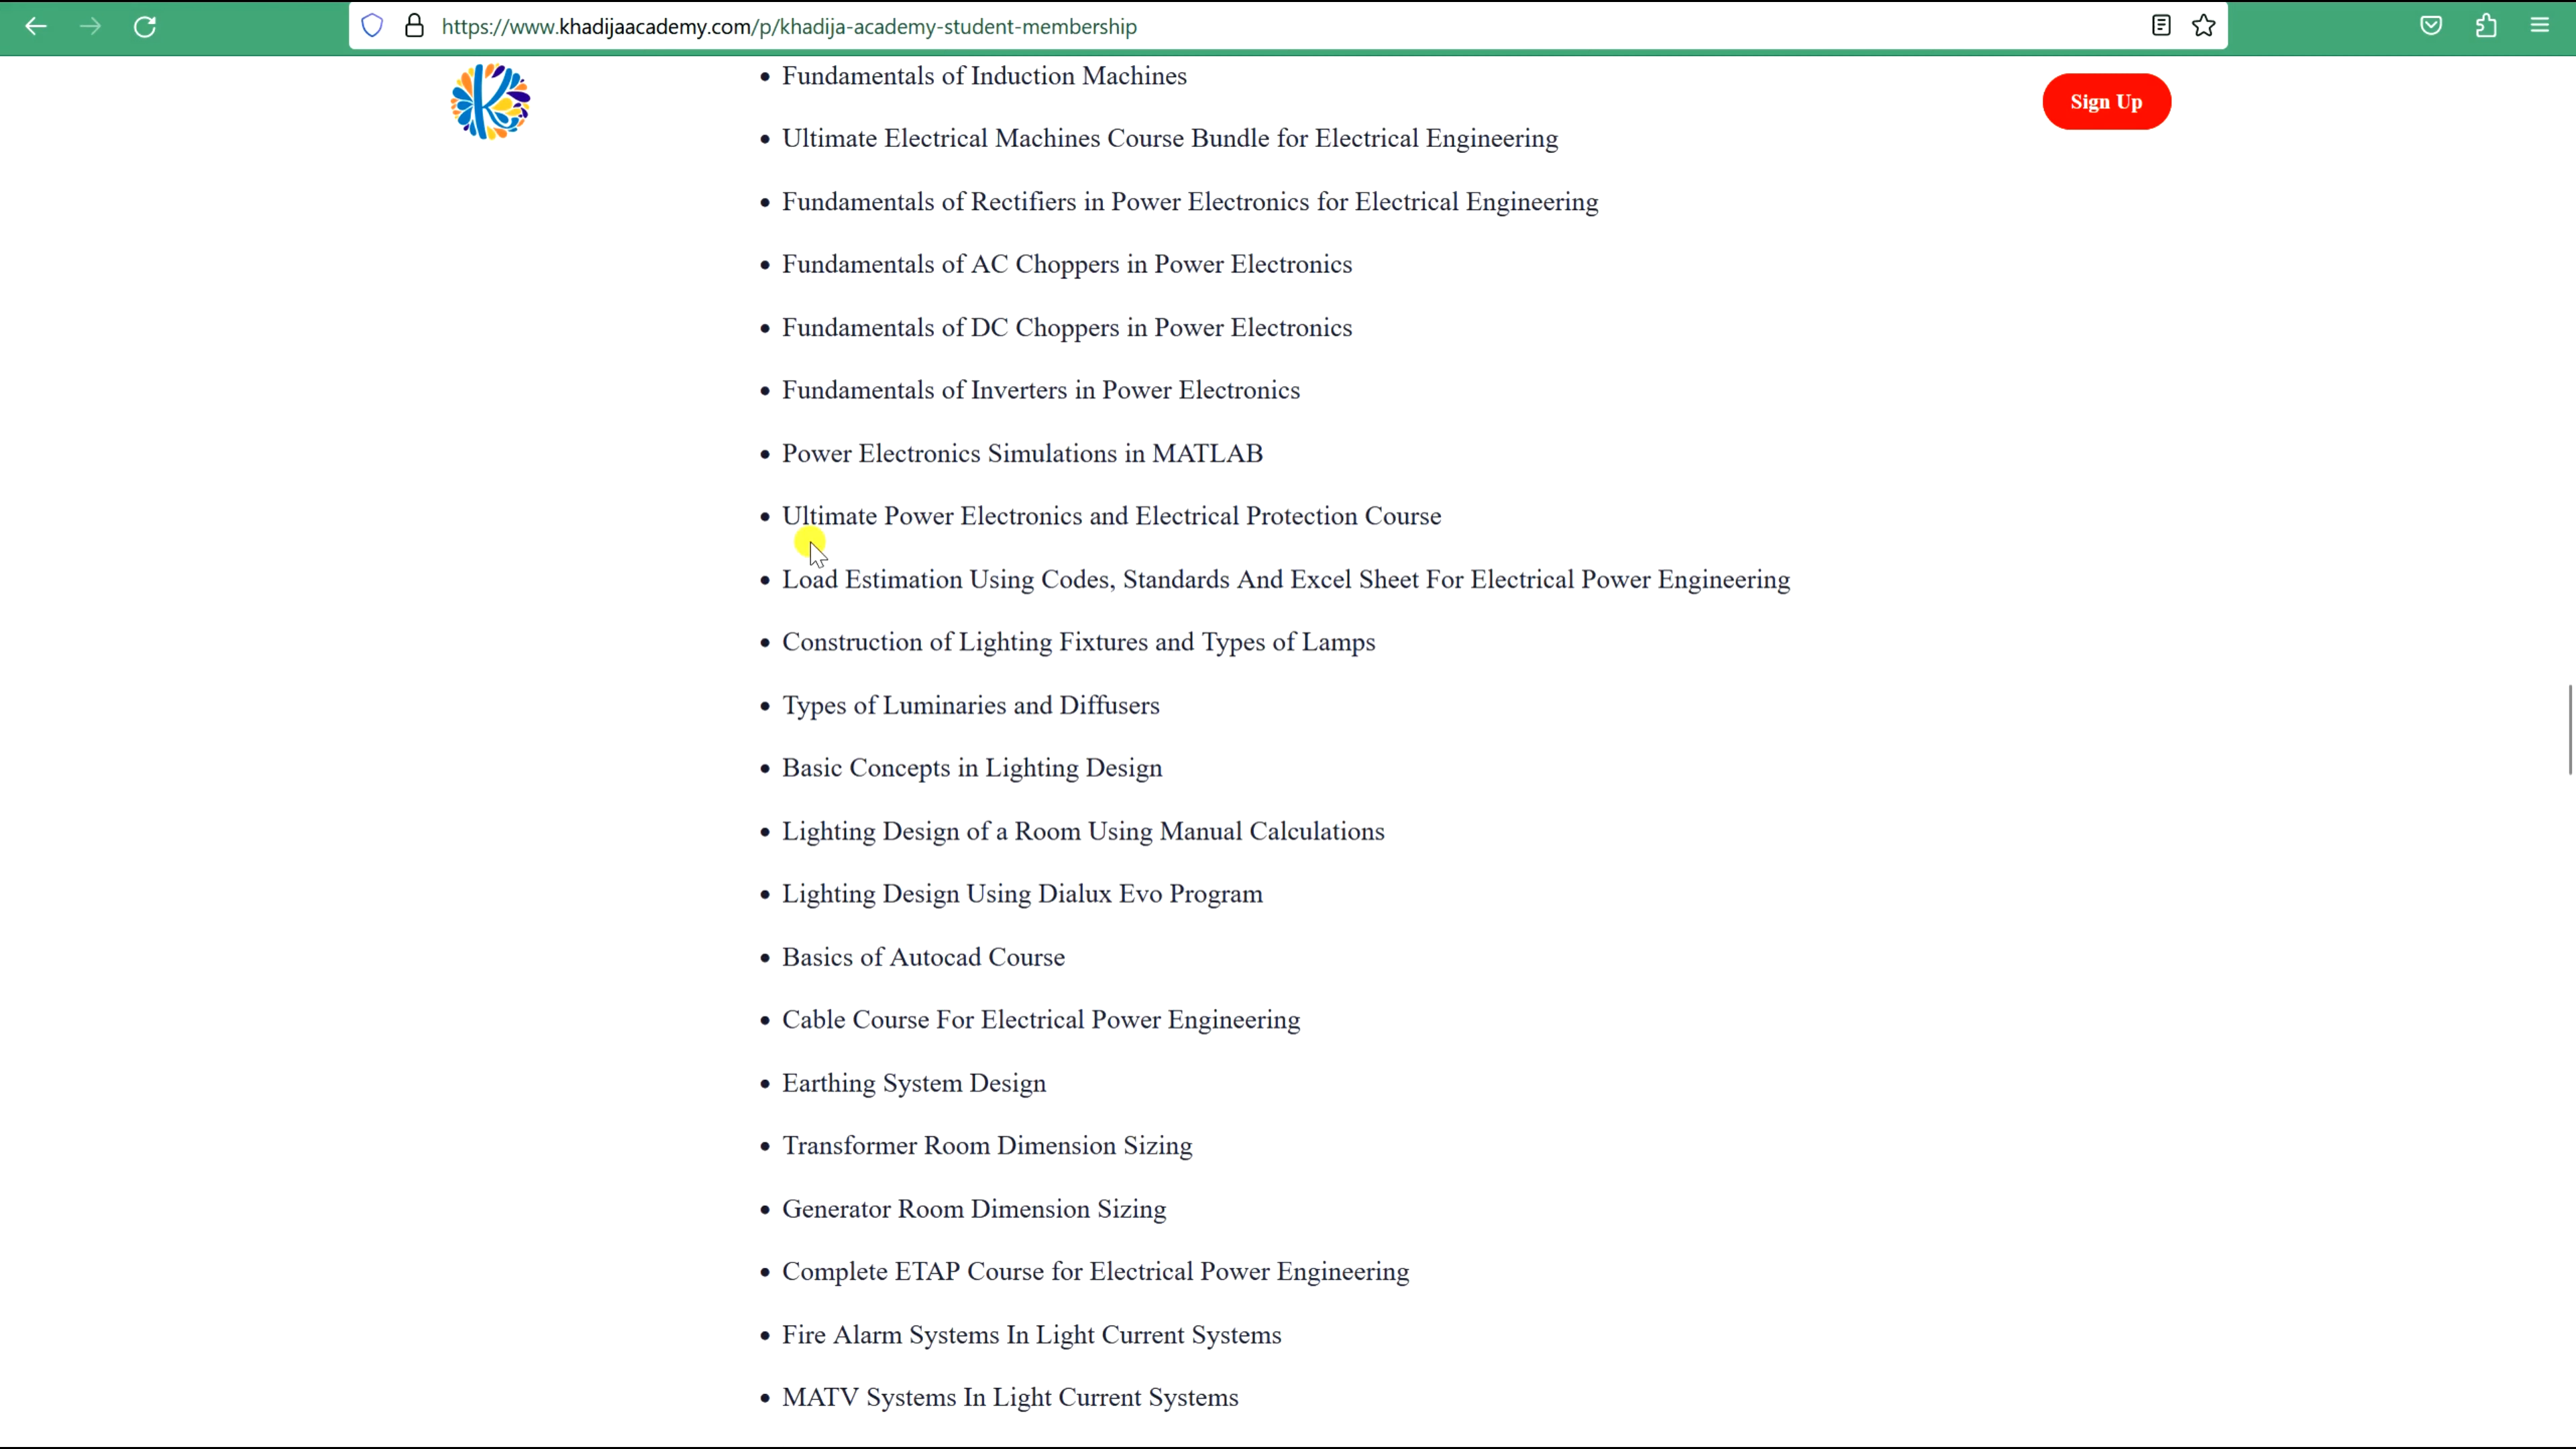 https://www.khadijaacademy.com/p/khadija-academy-student-membership
Fundamentals of Induction Machines
Sign Up
Ultimate Electrical Machines Course Bundle for Electrical Engineering
Fundamentals of Rectifiers in Power Electronics for Electrical Engineering
Fundamentals of AC Choppers in Power Electronics
Fundamentals of DC Choppers in Power Electronics
Fundamentals of Inverters in Power Electronics
Power Electronics Simulations in MATLAB
Ultimate Power Electronics and Electrical Protection Course
Load Estimation Using Codes, Standards And Excel Sheet For Electrical Power Engineering
Construction of Lighting Fixtures and Types of Lamps
Types of Luminaries and Diffusers
Basic Concepts in Lighting Design
Lighting Design of a Room Using Manual Calculations
Lighting Design Using Dialux Evo Program
Basics of Autocad Course
Cable Course For Electrical Power Engineering
Earthing System Design
Transformer Room Dimension Sizing
Generator Room Dimension Sizing
Complete ETAP Course for Electrical Power Engineering
Fire Alarm Systems In Light Current Systems
MATV Systems In Light Current Systems